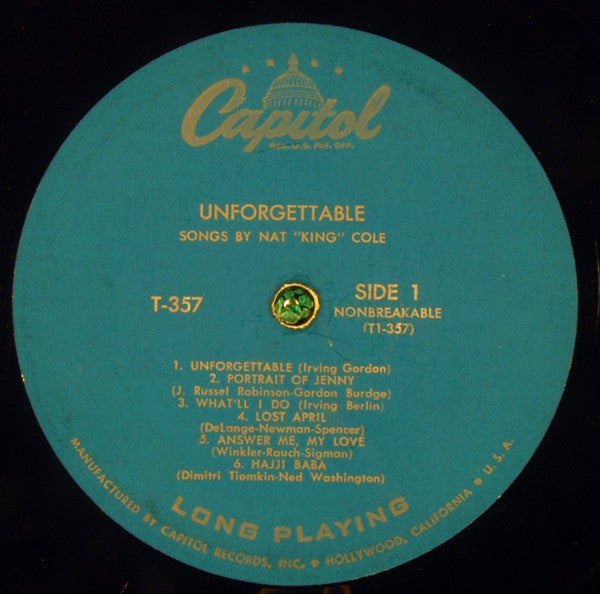 Capitol
REG. U. S. PAT. OFF.
UNFORGETTABLE
SONGS BY NAT "KING" COLE
T-357
SIDE 1
NONBREAKABLE
(T1-357)
1. UNFORGETTABLE (Irving Gordon)
2. PORTRAIT OF JENNY
(J. Russel Robinson-Gordon Burdge)
3. WHAT'LL I DO (Irving Berlin)
4. LOST APRIL
(DeLange-Newman-Spencer)
5. ANSWER ME, MY LOVE
(Winkler-Rauch-Sigman)
6. HAJJI BABA
(Dimitri Tiomkin-Ned Washington)
LONG PLAYING
MANUFACTURED BY CAPITOL RECORDS, INC. • HOLLYWOOD, CALIFORNIA • U. S. A.